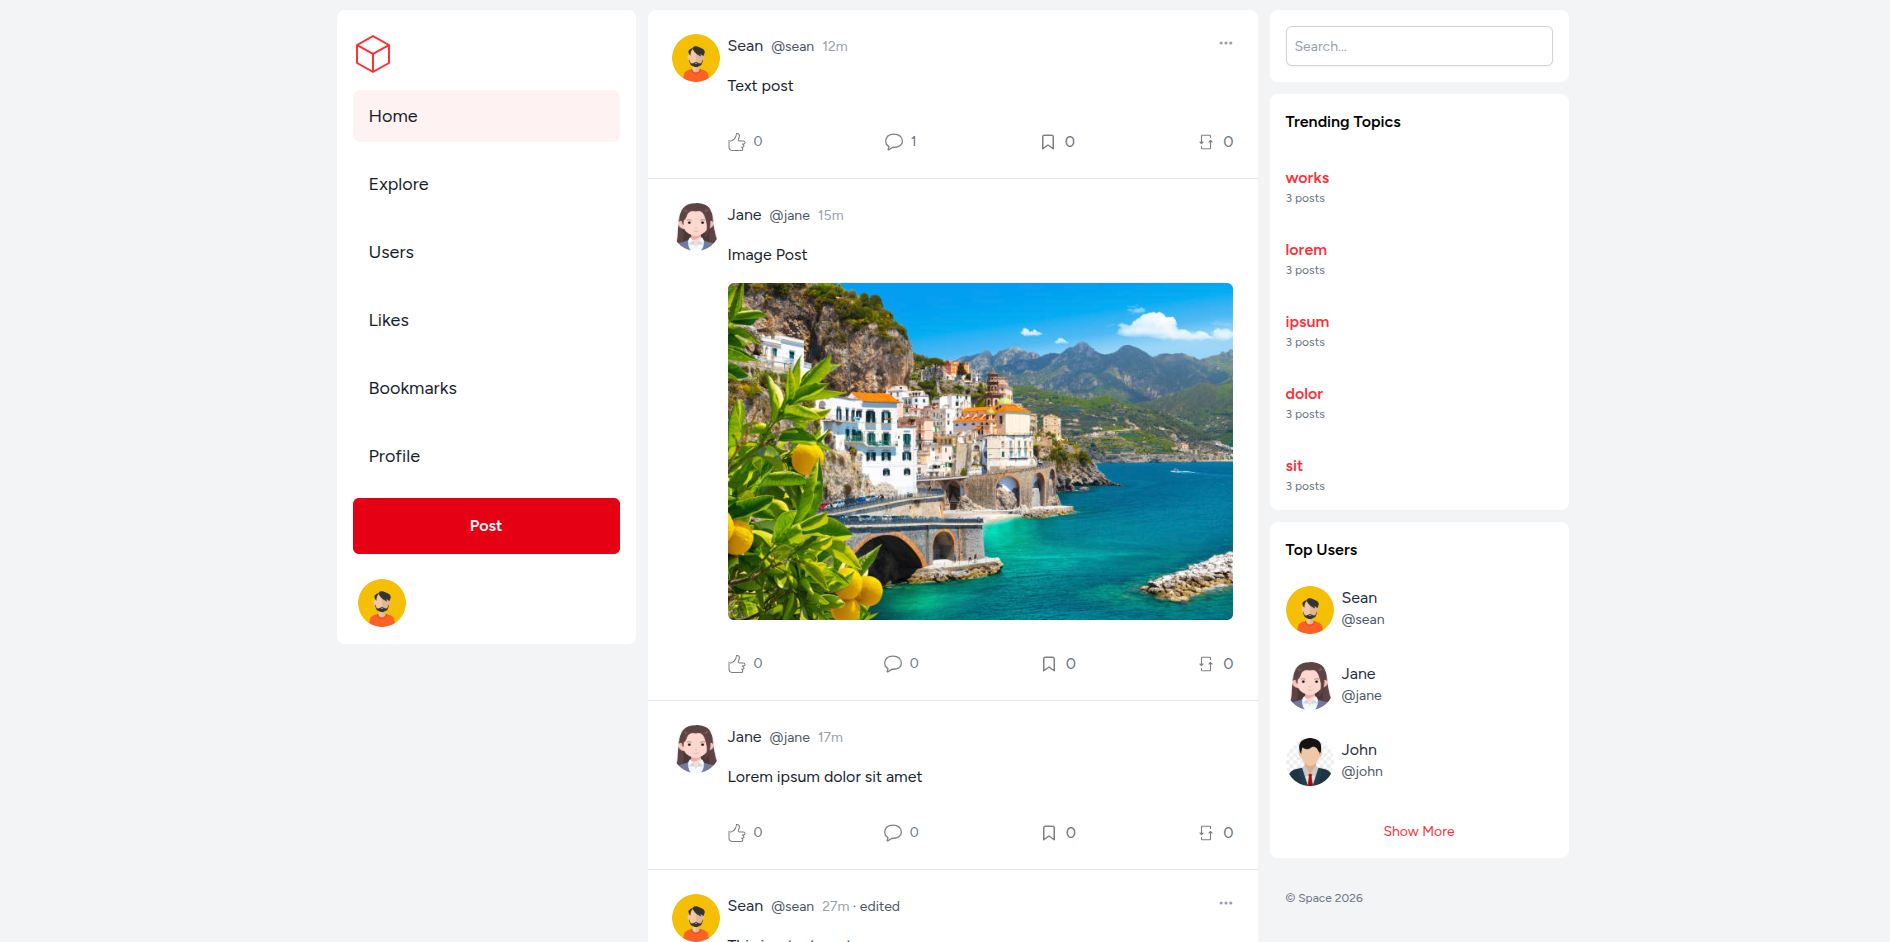 Home
Explore
Users
Likes
Bookmarks
Profile
Post
Sean @sean 12m
Text post
0 1 0 0
Jane @jane 15m
Image Post
0 0 0 0
Jane @jane 17m
Lorem ipsum dolor sit amet
0 0 0 0
Sean @sean 27m · edited
Search...
Trending Topics
works
3 posts
lorem
3 posts
ipsum
3 posts
dolor
3 posts
sit
3 posts
Top Users
Sean
@sean
Jane
@jane
John
@john
Show More
© Space 2026